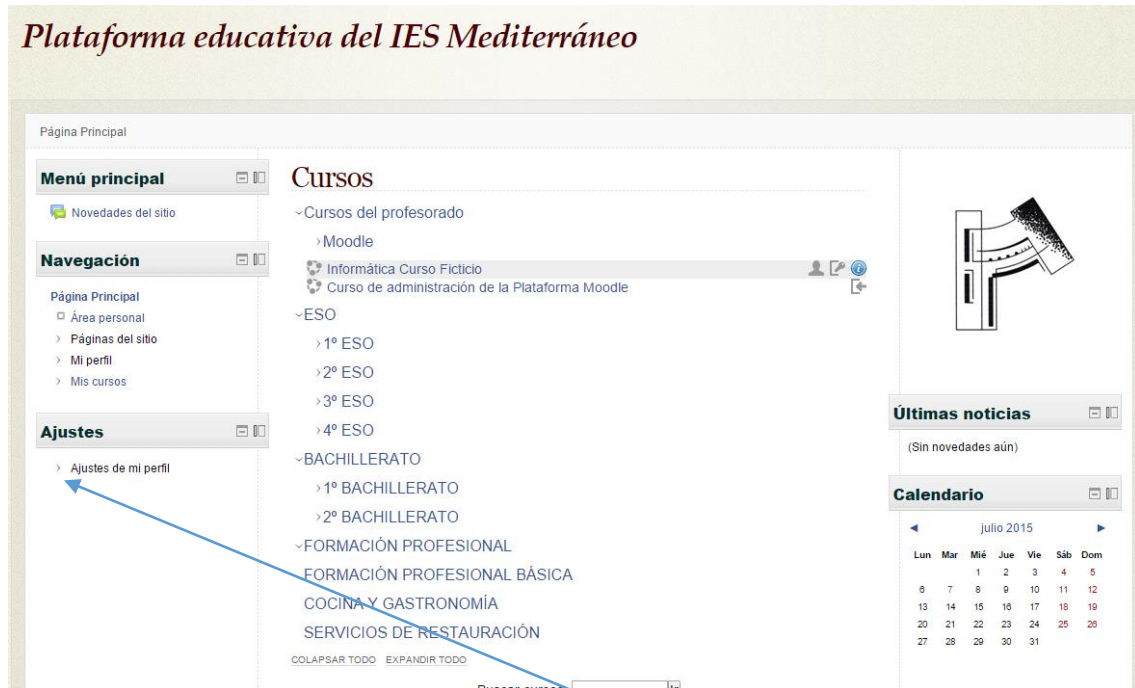 Plataforma educativa del IES Mediterráneo
Página Principal
Menú principal
Novedades del sitio
Navegación
Página Principal
Área personal
Páginas del sitio
Mi perfil
Mis cursos
Ajustes
Ajustes de mi perfil
Cursos
Cursos del profesorado
Moodle
Informática Curso Ficticio
Curso de administración de la Plataforma Moodle
ESO
1º ESO
2º ESO
3º ESO
4º ESO
BACHILLERATO
1º BACHILLERATO
2º BACHILLERATO
FORMACIÓN PROFESIONAL
FORMACIÓN PROFESIONAL BÁSICA
COCINA Y GASTRONOMÍA
SERVICIOS DE RESTAURACIÓN
COLAPSAR TODO EXPANDIR TODO
Buscar cursos
Últimas noticias
(Sin novedades aún)
Calendario
julio 2015
Lun Mar Mié Jue Vie Sáb Dom
1 2 3 4 5
6 7 8 9 10 11 12
13 14 15 16 17 18 19
20 21 22 23 24 25 26
27 28 29 30 31